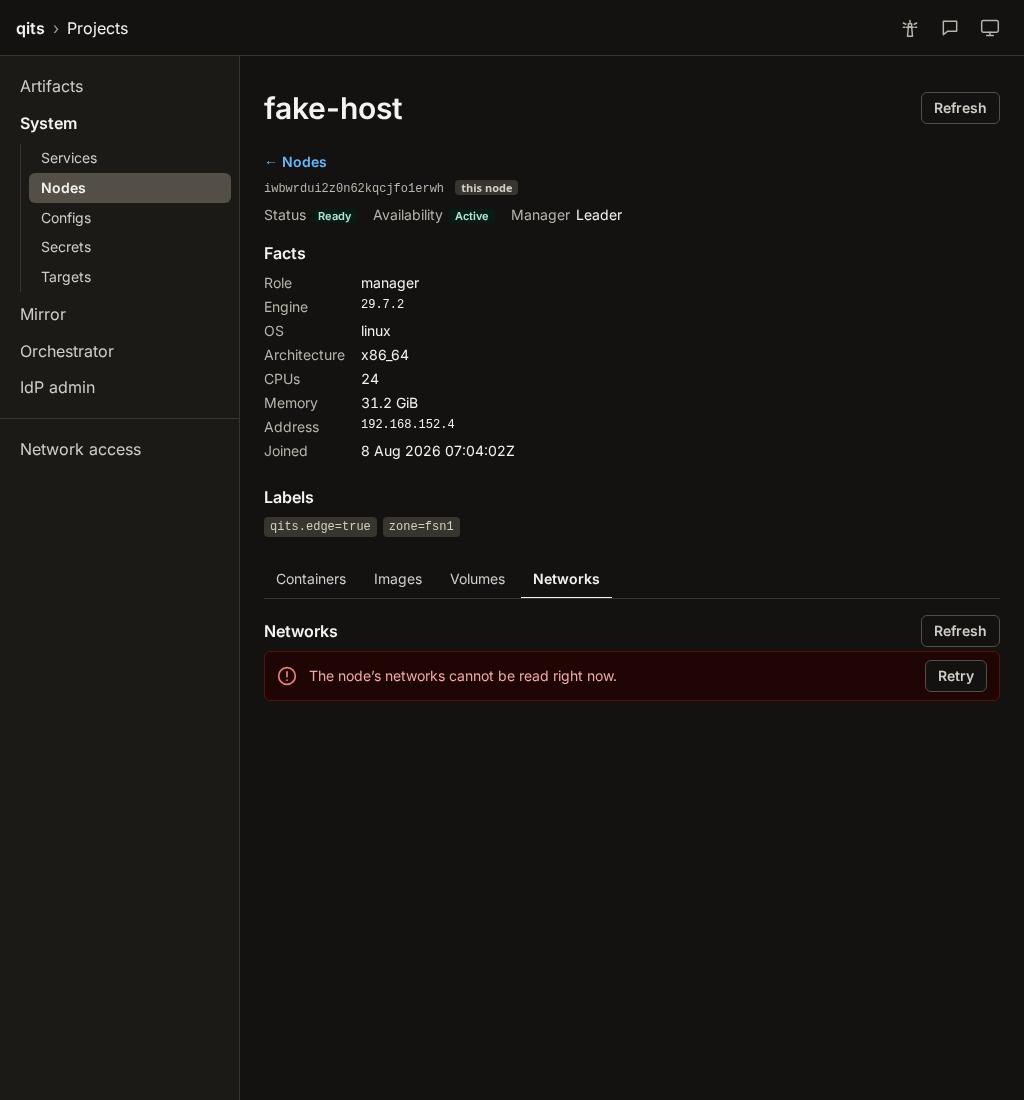 qits › Projects
Artifacts
System
Services
Nodes
Configs
Secrets
Targets
Mirror
Orchestrator
IdP admin
Network access
fake-host
Refresh
← Nodes
iwbwrdui2z0n62kqcjfo1erwh this node
Status Ready Availability Active Manager Leader
Facts
Role manager
Engine 29.7.2
OS linux
Architecture x86_64
CPUs 24
Memory 31.2 GiB
Address 192.168.152.4
Joined 8 Aug 2026 07:04:02Z
Labels
qits.edge=true zone=fsn1
Containers Images Volumes Networks
Networks Refresh
The node’s networks cannot be read right now. Retry